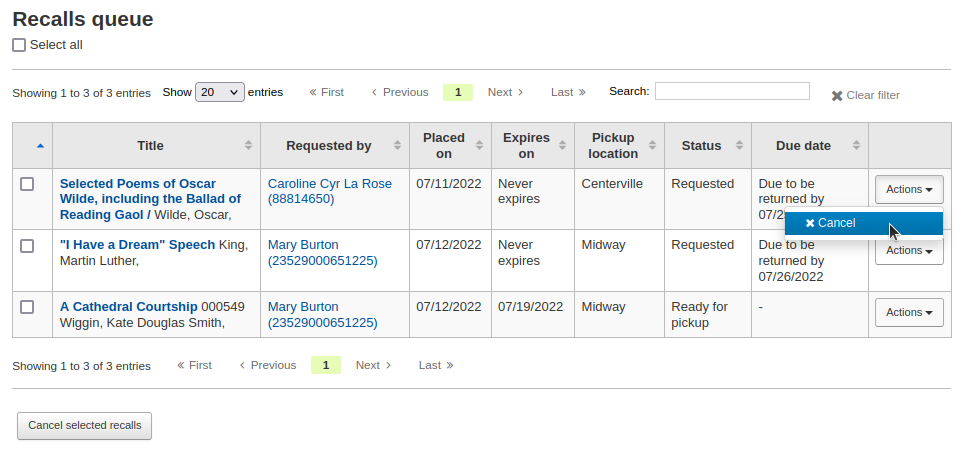 Recalls queue
Select all
Showing 1 to 3 of 3 entries Show 20 entries « First < Previous 1 Next > Last » Search: ✖ Clear filter
Title Requested by Placed on Expires on Pickup location Status Due date
Selected Poems of Oscar Wilde, including the Ballad of Reading Gaol / Wilde, Oscar, Caroline Cyr La Rose (88814650) 07/11/2022 Never expires Centerville Requested Due to be returned by Actions
✖ Cancel
"I Have a Dream" Speech King, Martin Luther, Mary Burton (23529000651225) 07/12/2022 Never expires Midway Requested Due to be returned by 07/26/2022 Actions
A Cathedral Courtship 000549 Wiggin, Kate Douglas Smith, Mary Burton (23529000651225) 07/12/2022 07/19/2022 Midway Ready for pickup - Actions
Showing 1 to 3 of 3 entries « First < Previous 1 Next > Last »
Cancel selected recalls